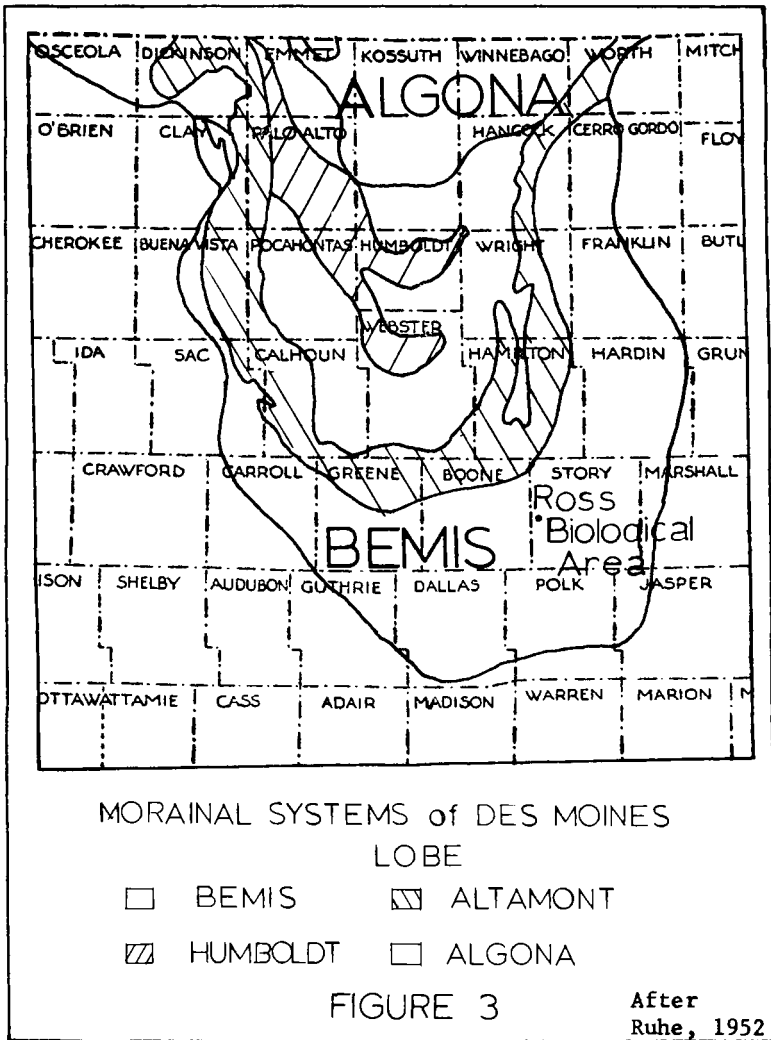 OSCEOLA DICKINSON EMMET KOSSUTH WINNEBAGO WORTH MITCH
ALGONA
O'BRIEN CLAY PALO ALTO HANCOCK CERRO GORDO FLOY
CHEROKEE BUENA VISTA POCAHONTAS HUMBOLDT WRIGHT FRANKLIN BUTL
WEBSTER
IDA SAC CALHOUN HAMILTON HARDIN GRUN
CRAWFORD CARROLL GREENE BOONE STORY MARSHALL
Ross
BEMIS Biolodical
Area
ISON SHELBY AUDUBON GUTHRIE DALLAS POLK JASPER
OTTAWATTAMIE CASS ADAIR MADISON WARREN MARION M
MORAINAL SYSTEMS of DES MOINES
LOBE
BEMIS ALTAMONT
HUMBOLDT ALGONA
FIGURE 3
After
Ruhe, 1952